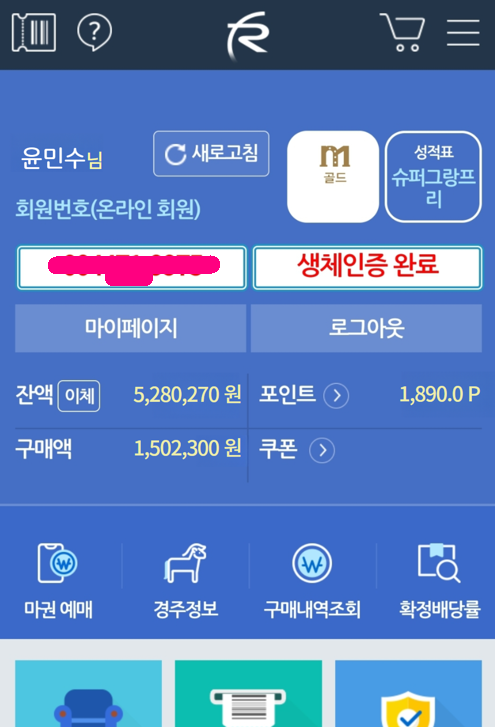 윤민수님
새로고침
골드
성적표
슈퍼그랑프
리
회원번호(온라인 회원)
생체인증 완료
마이페이지
로그아웃
잔액 이체 5,280,270 원
포인트 1,890.0 P
구매액 1,502,300 원
쿠폰
마권 예매
경주정보
구매내역조회
확정배당률